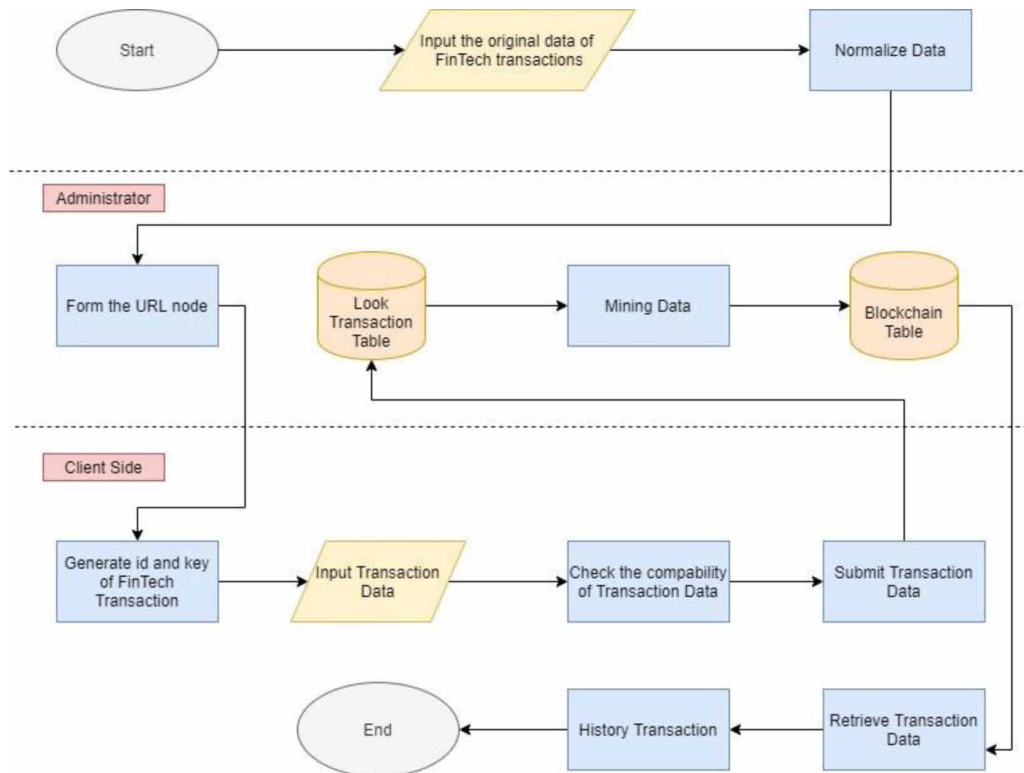 Start
Input the original data of
FinTech transactions
Normalize Data
Administrator
Form the URL node
Look
Transaction
Table
Mining Data
Blockchain
Table
Client Side
Generate id and key
of FinTech
Transaction
Input Transaction
Data
Check the compability
of Transaction Data
Submit Transaction
Data
End
History Transaction
Retrieve Transaction
Data